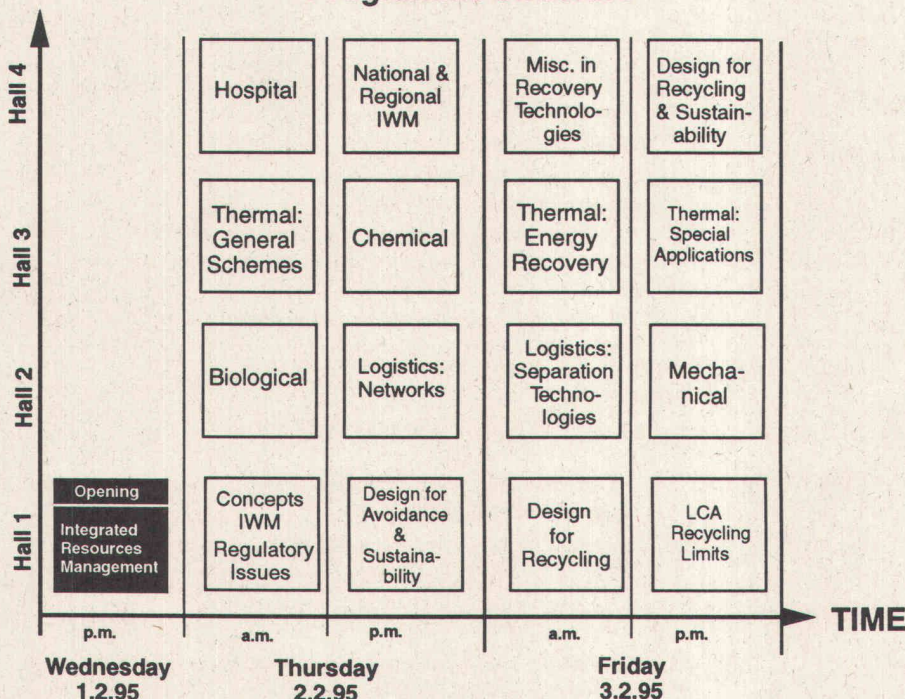 Hall 4
Hospital
National &
Regional
IWM
Misc. in
Recovery
Technolo-
gies
Design for
Recycling
& Sustain-
ability
Hall 3
Thermal:
General
Schemes
Chemical
Thermal:
Energy
Recovery
Thermal:
Special
Applications
Hall 2
Biological
Logistics:
Networks
Logistics:
Separation
Techno-
logies
Mecha-
nical
Hall 1
Opening
Integrated
Resources
Management
Concepts
IWM
Regulatory
Issues
Design for
Avoidance
&
Sustaina-
bility
Design
for
Recycling
LCA
Recycling
Limits
TIME
p.m.
a.m.
p.m.
a.m.
p.m.
Wednesday
1.2.95
Thursday
2.2.95
Friday
3.2.95